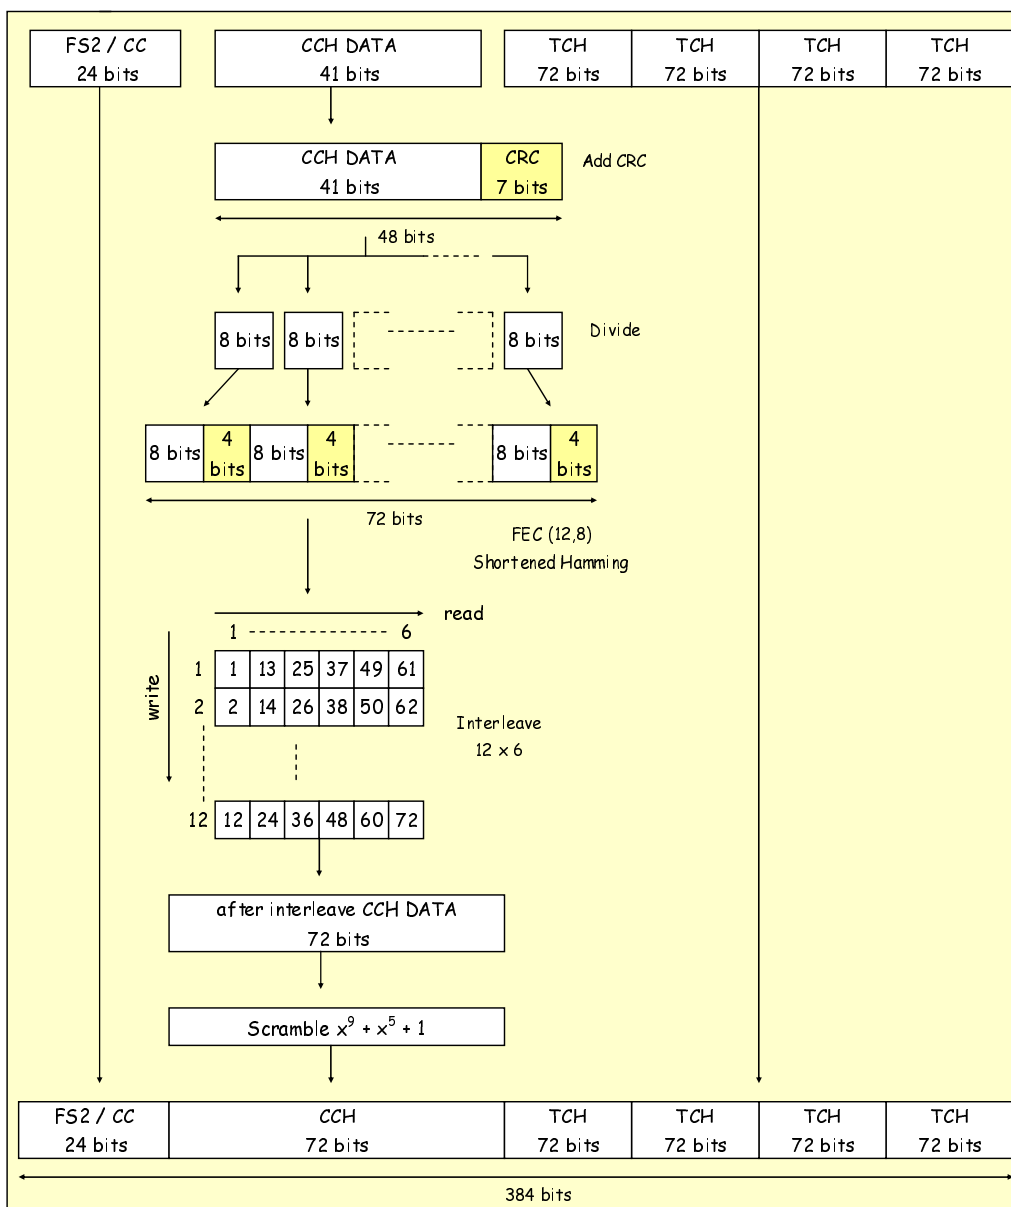 FS2 / CC
24 bits
CCH DATA
41 bits
TCH
72 bits
TCH
72 bits
TCH
72 bits
TCH
72 bits
CCH DATA
41 bits
CRC
7 bits
Add CRC
48 bits
8 bits
8 bits
8 bits
Divide
8 bits
4
bits
8 bits
4
bits
8 bits
4
bits
72 bits
FEC (12,8)
Shortened Hamming
read
1 6
write
1 1 13 25 37 49 61
2 2 14 26 38 50 62
Interleave
12 x 6
12 12 24 36 48 60 72
after interleave CCH DATA
72 bits
Scramble x⁹ + x⁵ + 1
FS2 / CC
24 bits
CCH
72 bits
TCH
72 bits
TCH
72 bits
TCH
72 bits
TCH
72 bits
384 bits